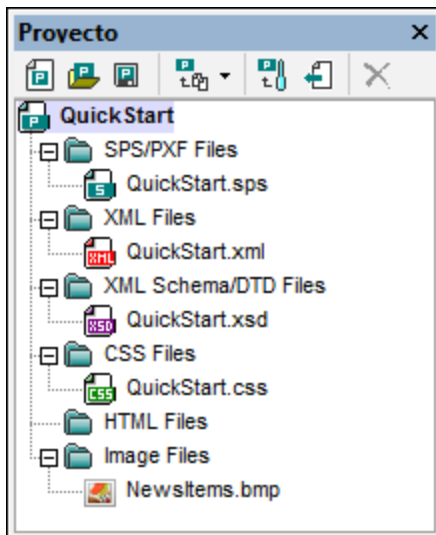 Proyecto
QuickStart
SPS/PXF Files
QuickStart.sps
XML Files
QuickStart.xml
XML Schema/DTD Files
QuickStart.xsd
CSS Files
QuickStart.css
HTML Files
Image Files
NewsItems.bmp